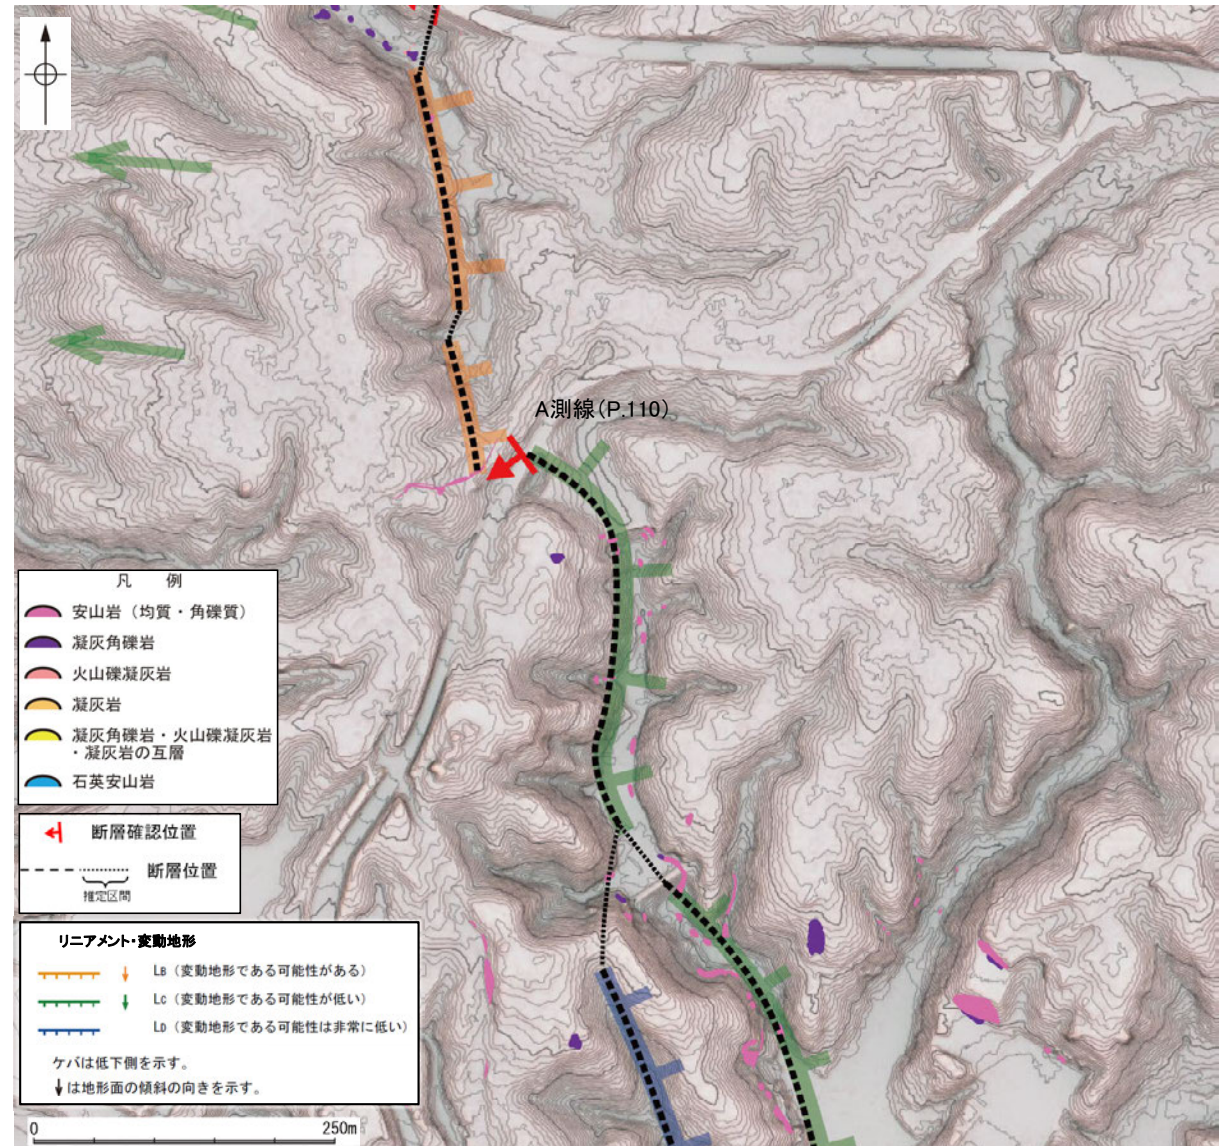 A測線(P.110)
凡 例
安山岩（均質・角礫質）
凝灰角礫岩
火山礫凝灰岩
凝灰岩
凝灰角礫岩・火山礫凝灰岩
・凝灰岩の互層
石英安山岩
断層確認位置
断層位置
推定区間
リニアメント・変動地形
LB（変動地形である可能性がある）
LC（変動地形である可能性が低い）
LD（変動地形である可能性は非常に低い）
ケバは低下側を示す。
↓は地形面の傾斜の向きを示す。
0 250m